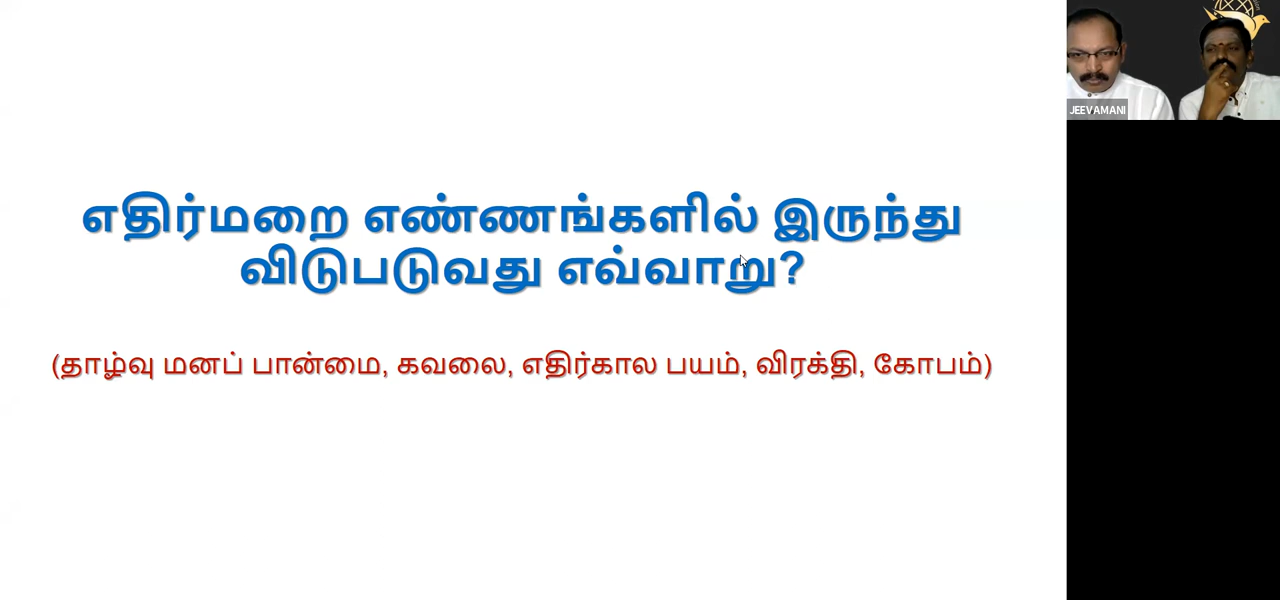 எதிர்மறை எண்ணங்களில் இருந்து
விடுபடுவது எவ்வாறு?
(தாழ்வு மனப் பான்மை, கவலை, எதிர்கால பயம், விரக்தி, கோபம்)
JEEVAMANI